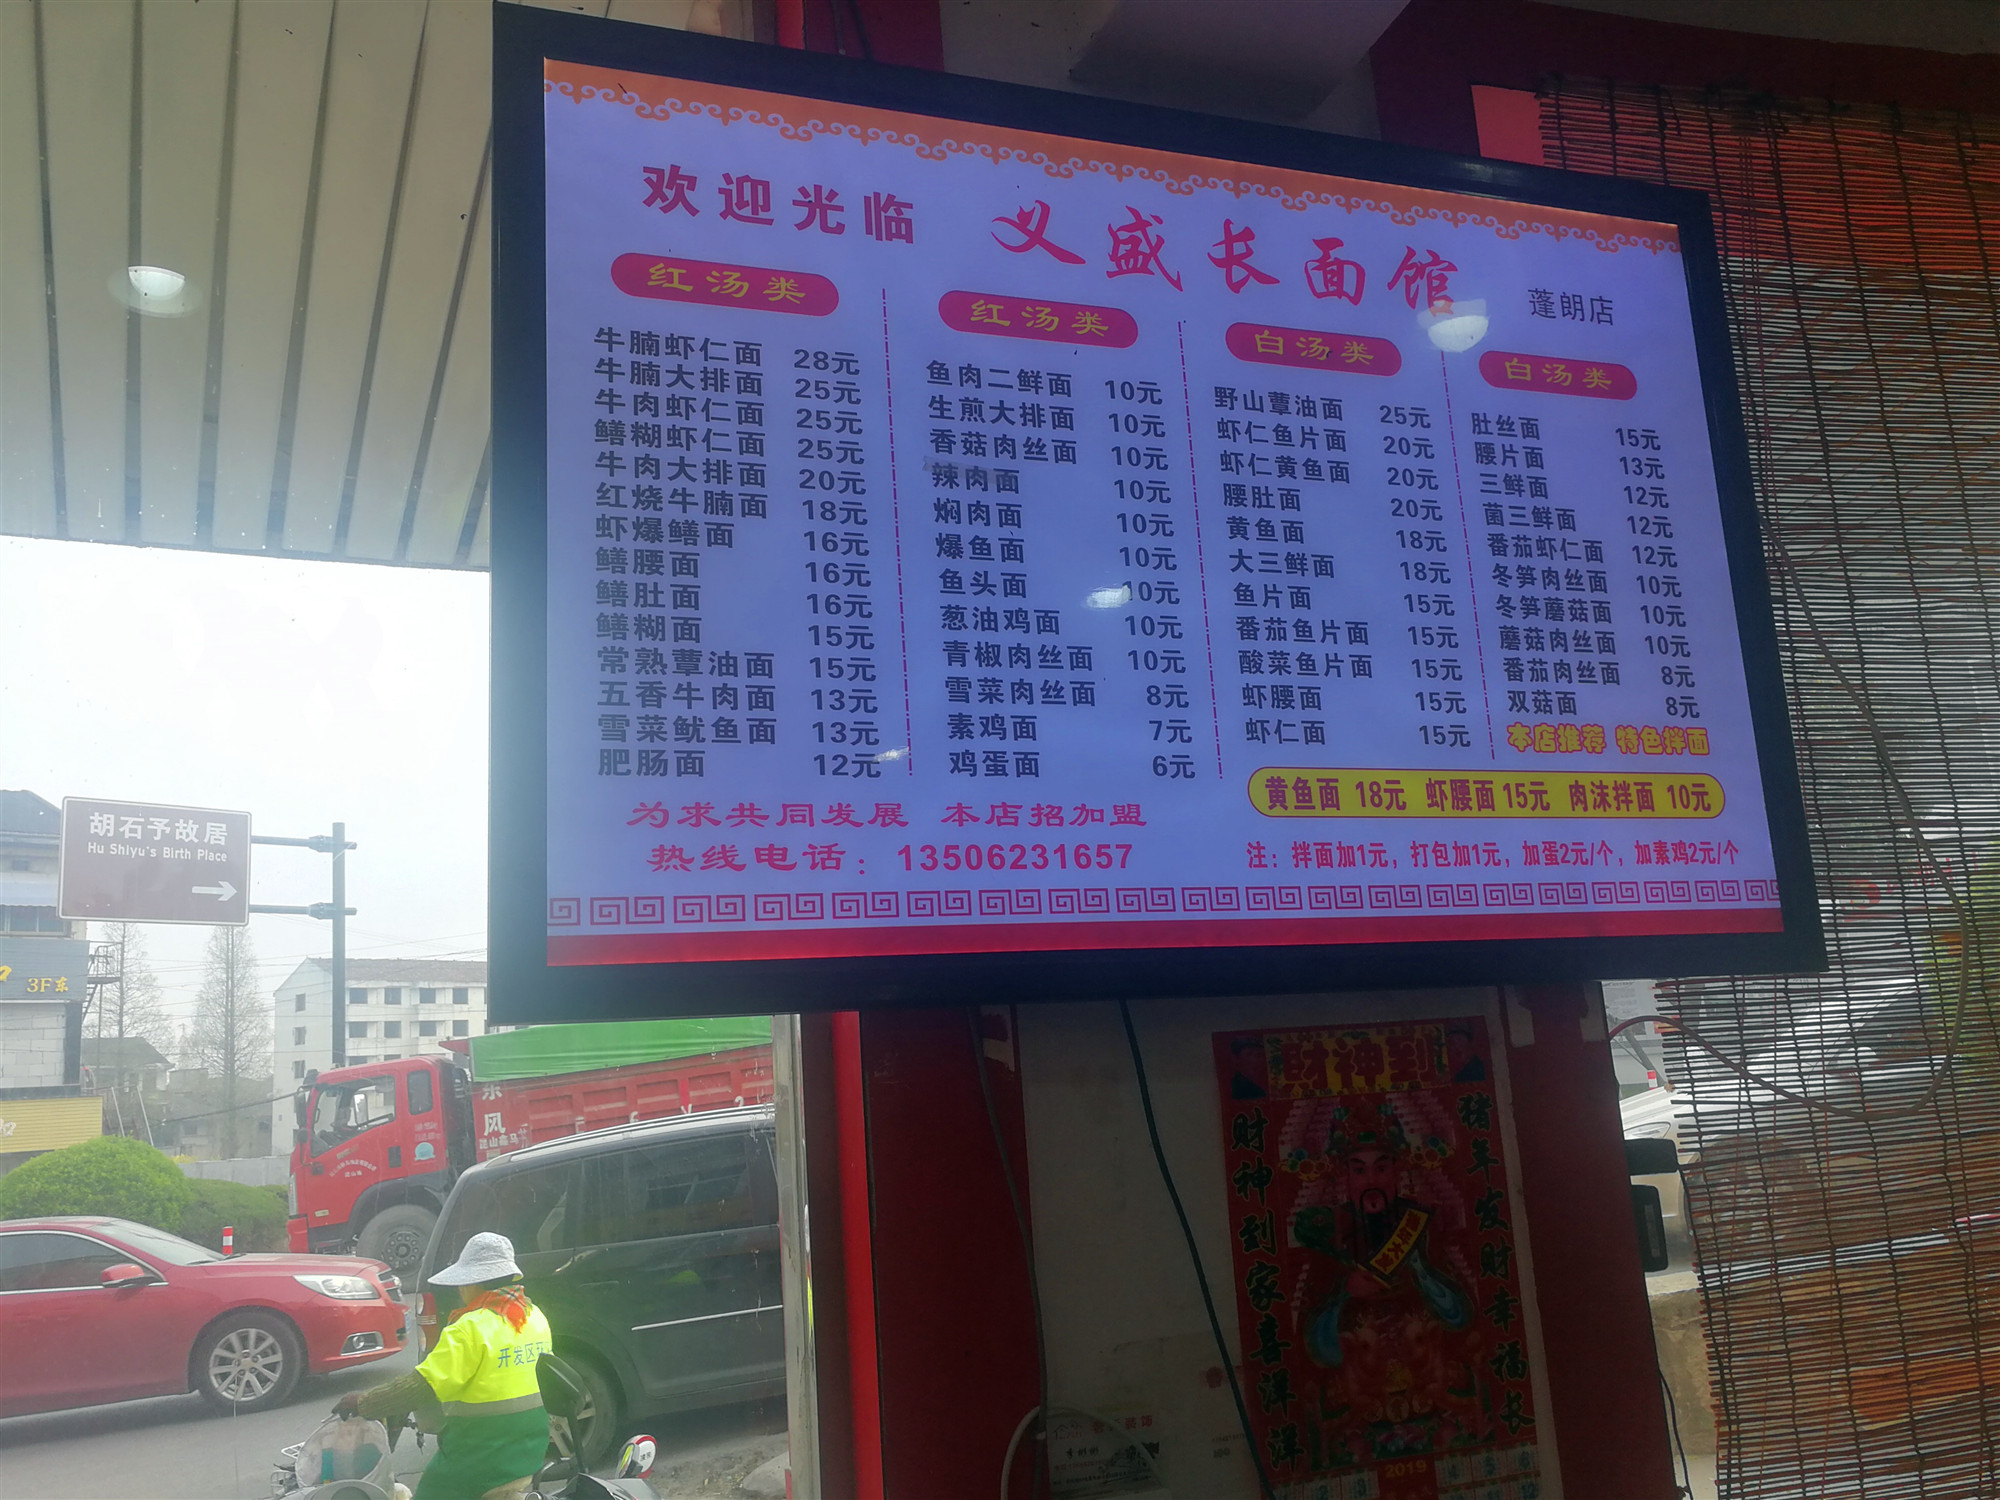 欢迎光临 义盛长面馆 蓬朗店
红汤类
牛腩虾仁面 28元
牛腩大排面 25元
牛肉虾仁面 25元
鳝糊虾仁面 25元
牛肉大排面 20元
红烧牛腩面 18元
虾爆鳝面 16元
鳝腰面 16元
鳝肚面 16元
鳝糊面 15元
常熟蕈油面 15元
五香牛肉面 13元
雪菜鱿鱼面 13元
肥肠面 12元
红汤类
鱼肉二鲜面 10元
生煎大排面 10元
香菇肉丝面 10元
辣肉面 10元
焖肉面 10元
爆鱼面 10元
鱼头面 10元
葱油鸡面 10元
青椒肉丝面 10元
雪菜肉丝面 8元
素鸡面 7元
鸡蛋面 6元
白汤类
野山蕈油面 25元
虾仁鱼片面 20元
虾仁黄鱼面 20元
腰肚面 20元
黄鱼面 18元
大三鲜面 18元
鱼片面 15元
番茄鱼片面 15元
酸菜鱼片面 15元
虾腰面 15元
虾仁面 15元
白汤类
肚丝面 15元
腰片面 13元
三鲜面 12元
菌三鲜面 12元
番茄虾仁面 12元
冬笋肉丝面 10元
冬笋蘑菇面 10元
蘑菇肉丝面 10元
番茄肉丝面 8元
双菇面 8元
本店推荐 特色拌面
黄鱼面 18元 虾腰面 15元 肉沫拌面 10元
为求共同发展 本店招加盟
热线电话：13506231657
注：拌面加1元，打包加1元，加蛋2元/个，加素鸡2元/个
胡石予故居
Hu Shiyu's Birth Place
3F东
东风
开发区
财神到
财神到家喜洋洋
猪年发财幸福长
2019